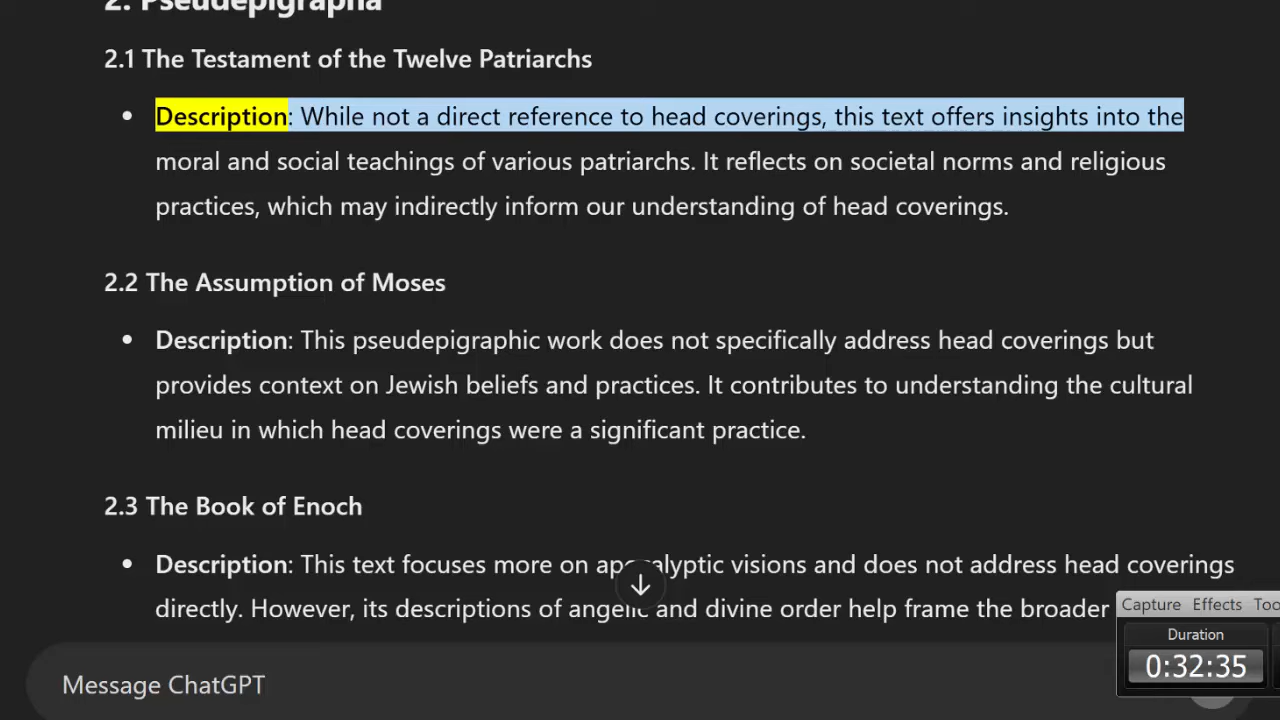 2. Pseudepigrapha
2.1 The Testament of the Twelve Patriarchs
• Description: While not a direct reference to head coverings, this text offers insights into the
moral and social teachings of various patriarchs. It reflects on societal norms and religious
practices, which may indirectly inform our understanding of head coverings.
2.2 The Assumption of Moses
• Description: This pseudepigraphic work does not specifically address head coverings but
provides context on Jewish beliefs and practices. It contributes to understanding the cultural
milieu in which head coverings were a significant practice.
2.3 The Book of Enoch
• Description: This text focuses more on apocalyptic visions and does not address head coverings
directly. However, its descriptions of angelic and divine order help frame the broader
Capture Effects
Duration
0:32:35
Message ChatGPT